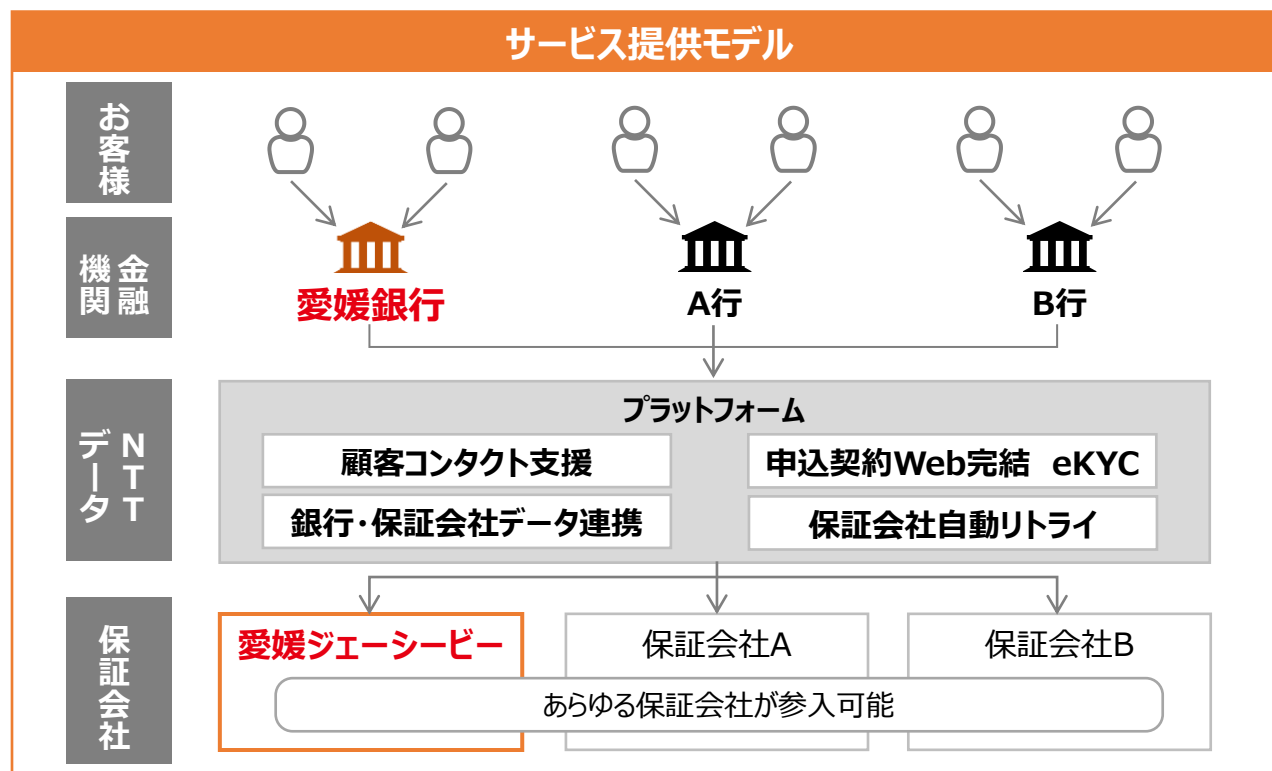 サービス提供モデル
お客様
金融機関
愛媛銀行
A行
B行
NTTデータ
プラットフォーム
顧客コンタクト支援
申込契約Web完結 eKYC
銀行・保証会社データ連携
保証会社自動リトライ
保証会社
愛媛ジェーシービー
保証会社A
保証会社B
あらゆる保証会社が参入可能